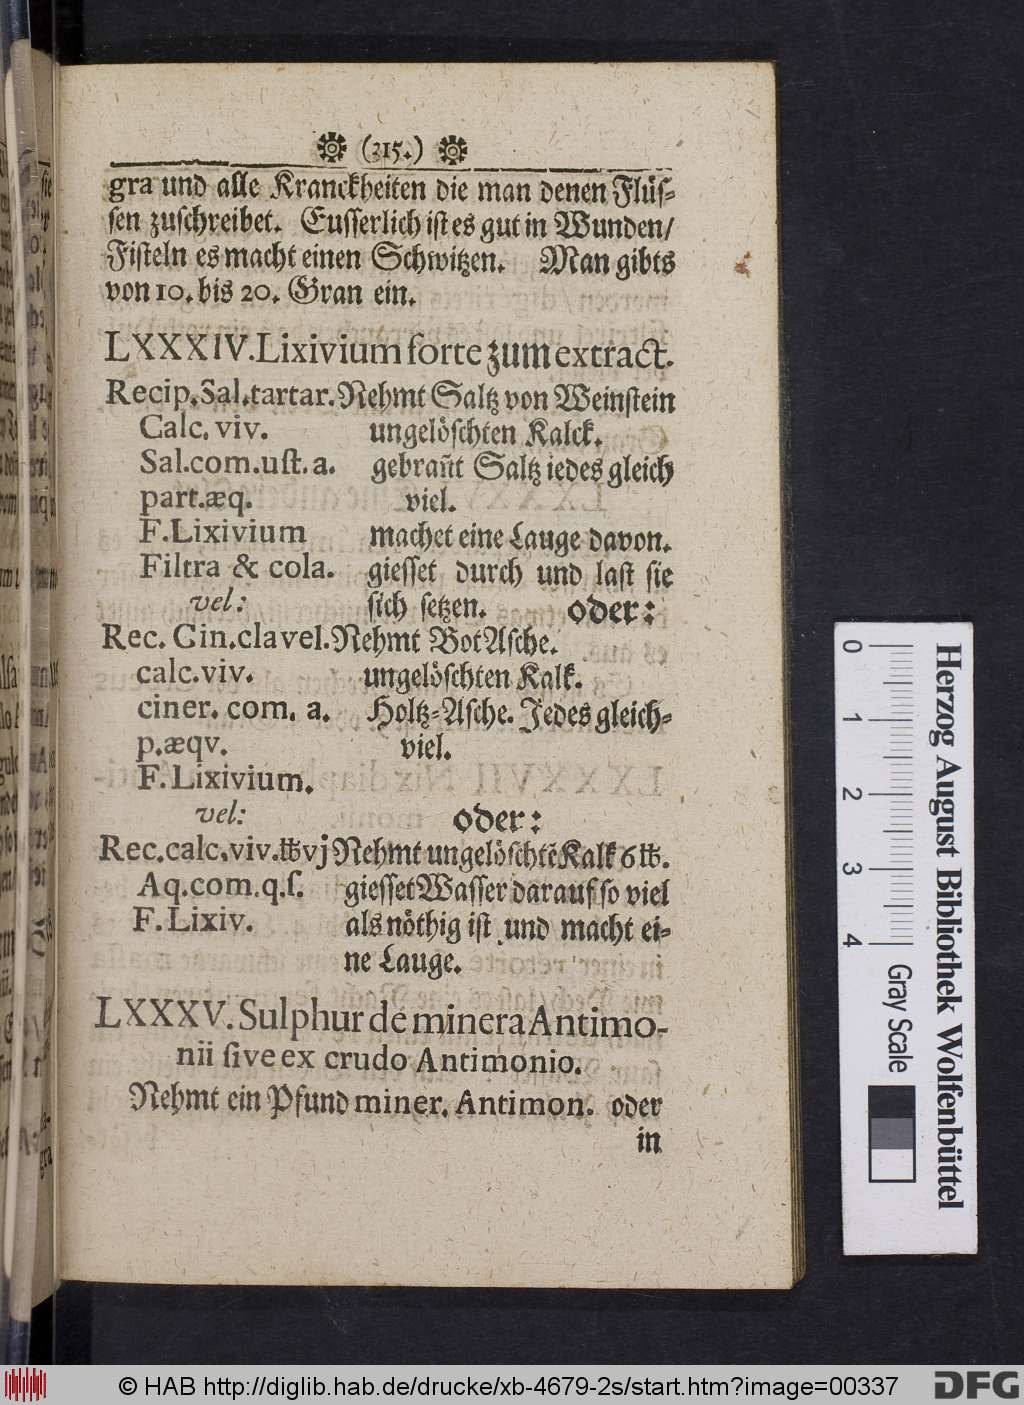 (315.)
gra und alle Kranckheiten die man denen Flüs-
sen zuschreibet. Eusserlich ist es gut in Wunden/
Fisteln es macht einen Schwitzen. Man gibts
von 10. bis 20. Gran ein.
LXXXIV. Lixivium forte zum extract.
Recip. Sal. tartar. Nehmt Saltz von Weinstein
Calc. viv. ungelöschten Kalck.
Sal. com. ust. a. gebrañt Saltz iedes gleich
part. æq. viel.
F. Lixivium machet eine Lauge davon.
Filtra & cola. giesset durch und last sie
vel: sich setzen. oder:
Rec. Gin. clavel. Nehmt Bot Asche.
calc. viv. ungelöschten Kalk.
ciner. com. a. Holtz-Asche. Jedes gleich-
p. æqv. viel.
F. Lixivium.
vel: oder:
Rec. calc. viv. ℔vj Nehmt ungelöschtē Kalk 6 ℔.
Aq. com. q. ſ. giesset Wasser darauf so viel
F. Lixiv. als nöthig ist und macht ei-
ne Lauge.
LXXXV. Sulphur de minera Antimo-
nii ſive ex crudo Antimonio.
Nehmt ein Pfund miner. Antimon. oder
in
0 1 2 3 4
Gray Scale
Herzog August Bibliothek Wolfenbüttel
© HAB http://diglib.hab.de/drucke/xb-4679-2s/start.htm?image=00337
DFG